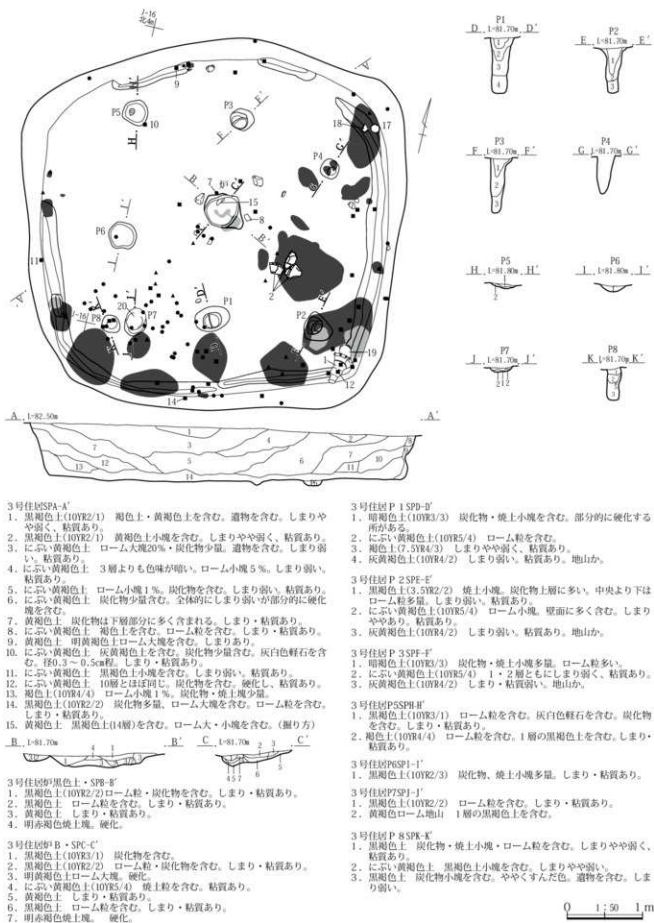 J-16
北4m
9
P5
10
P3
18
17
P4
7
炉
15
8
P6
11
2
20
P8
P7
P1
P2
J-16
19
1
12
14
P1
D L=81.70m D′
1
2
3
4
P2
E L=81.70m E′
1
3
P3
F L=81.70m F′
1
2
3
P4
G L=81.70m G′
P5
H L=81.80m H′
2
P6
I L=81.80m I′
P7
J L=81.70m J′
1 2
P8
K L=81.70m K′
3
A L=82.50m A′
3号住居SPA-A′
1. 黒褐色土(10YR2/1) 褐色土・黄褐色土を含む。遺物を含む。しまりや
や弱く、粘質あり。
2. 黒褐色土(10YR2/1) 黄褐色土小塊を含む。しまりやや弱く、粘質あり。
3. にぶい黄褐色土 ローム大塊20%・炭化物少量。遺物を含む。しまり弱
い。粘質あり。
4. にぶい黄褐色土 3層よりも色味が暗い。ローム小塊5%。しまり弱い。
粘質あり。
5. にぶい黄褐色土 ローム小塊1%。炭化物を含む。しまり弱い。粘質あり。
6. にぶい黄褐色土 炭化物少量含む。全体的にしまり弱いが部分的に硬化
塊を含む。
7. 黄褐色土 炭化物は下層部分に多く含まれる。しまり・粘質あり。
8. にぶい黄褐色土 褐色土を含む。ローム粒を含む。しまり・粘質あり。
9. 黄褐色土 明黄褐色土ローム大塊を含む。しまりあり。
10. にぶい黄褐色土 灰黄褐色土を含む。炭化物少量含む。灰白色軽石を含
む。径0.3～0.5cm程。しまり・粘質あり。
11. にぶい黄褐色土 黒褐色土小塊を含む。しまり弱い。粘質あり。
12. にぶい黄褐色土 10層とほぼ同じ。炭化物を含む。硬化し、粘質あり。
13. 褐色土(10YR4/4) ローム小塊1%。炭化物・焼土塊少量。
14. 黒褐色土(10YR2/2) 炭化物多量、ローム大塊を含む。ローム粒を含む。
しまり・粘質あり。
15. 黄褐色土 黒褐色土(14層)を含む。ローム大・小塊を含む。(掘り方)
B L=81.70m B′
C L=81.70m C′
3号住居炉黒色土・SPB-B′
1. 黒褐色土(10YR2/2)ローム粒・炭化物を含む。しまり・粘質あり。
2. 黒褐色土 ローム粒を含む。しまり・粘質あり。
3. 黄褐色土 しまり・粘質あり。
4. 明赤褐色焼土塊。硬化。
3号住居炉B・SPC-C′
1. 黒褐色土(10YR3/1) 炭化物を含む。
2. 黒褐色土(10YR2/2) ローム粒・炭化物を含む。しまり・粘質あり。
3. 明黄褐色土ローム大塊。硬化。
4. にぶい黄褐色土(10YR5/4) 焼土粒を含む。粘質あり。
5. 黄褐色土 しまり・粘質あり。
6. 黒褐色土 ローム粒を含む。しまり・粘質あり。
7. 明赤褐色焼土塊。 硬化。
3号住居P1SPD-D′
1. 暗褐色土(10YR3/3) 炭化物・焼土小塊を含む。部分的に硬化する
所がある。
2. にぶい黄褐色土(10YR5/4) ローム粒を含む。
3. 褐色土(7.5YR4/3) しまりやや弱く、粘質あり。
4. 灰黄褐色土(10YR4/2) しまり弱い。粘質あり。地山か。
3号住居P2SPE-E′
1. 黒褐色土(3.5YR2/2) 焼土小塊。炭化物上層に多い。中央より下は
ローム粒多量。しまり弱い。粘質あり。
2. にぶい黄褐色土(10YR5/4) ローム小塊。壁面に多く含む。しまり
ややあり。粘質あり。
3. 灰黄褐色土(10YR4/2) しまり弱い。粘質あり。地山か。
3号住居P3SPF-F′
1. 暗褐色土(10YR3/3) 炭化物・焼土小塊多量。ローム粒多い。
2. にぶい黄褐色土(10YR5/4) 1・2層ともにしまり弱く、粘質あり。
3. 灰黄褐色土(10YR4/2) しまり・粘質弱い。地山か。
3号住居P5SPH-H′
1. 黒褐色土(10YR3/1) ローム粒を含む。灰白色軽石を含む。炭化物
を含む。しまり・粘質あり。
2. 褐色土(10YR4/4) ローム粒を含む。1層の黒褐色土を含む。しまり・
粘質あり。
3号住居P6SPI-I′
1. 黒褐色土(10YR2/3) 炭化物、焼土小塊多量。しまり・粘質あり。
3号住居P7SPJ-J′
1. 黒褐色土(10YR2/2) ローム粒を含む。しまり・粘質あり。
2. 黄褐色ローム地山 1層の黒褐色土を含む。
3号住居P8SPK-K′
1. 黒褐色土 炭化物・焼土小塊・ローム粒を含む。しまりやや弱く、
粘質あり。
2. にぶい黄褐色土 黒褐色土小塊を含む。しまりやや弱い。
3. 黒褐色土 炭化物小塊を含む。ややくすんだ色。遺物を含む。しま
り弱い。
0 1:50 1m